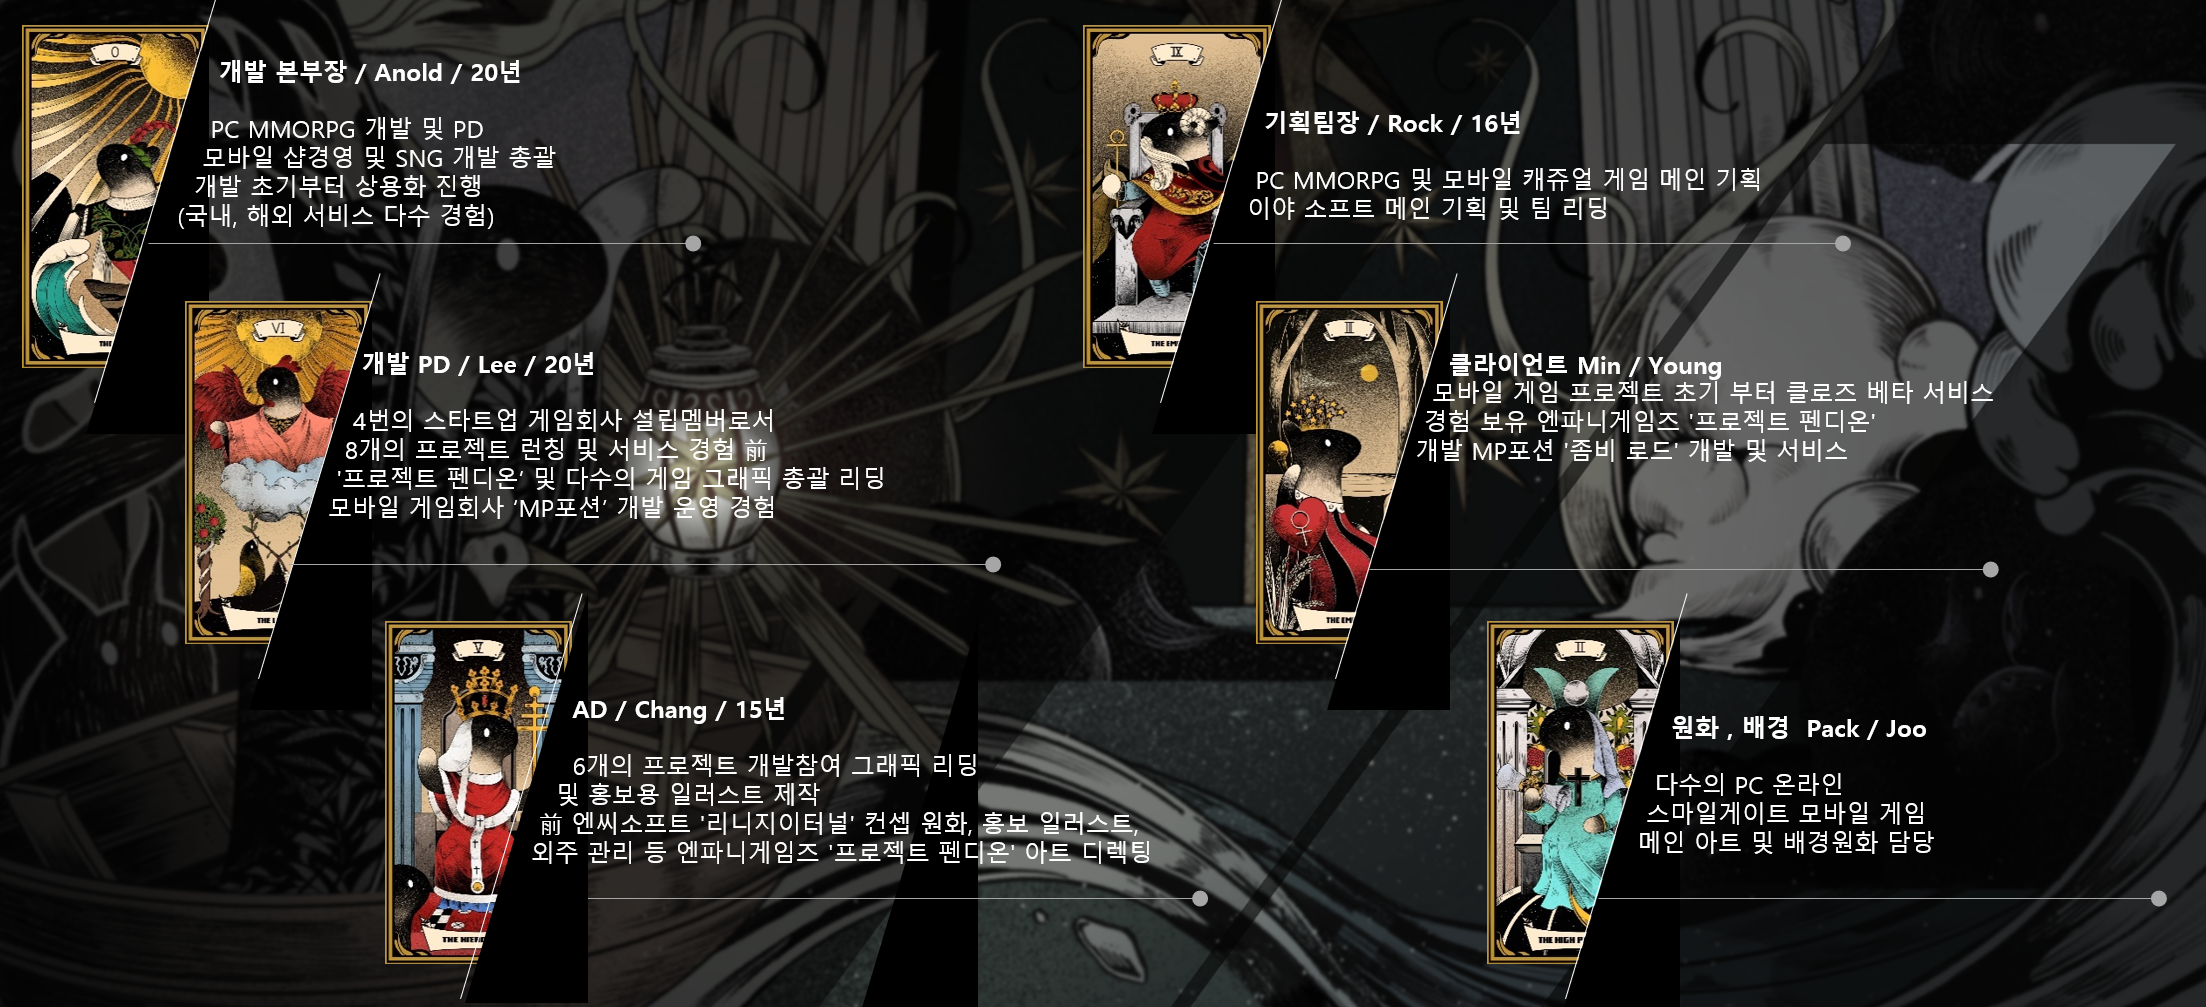 0
개발 본부장 / Anold / 20년
PC MMORPG 개발 및 PD
모바일 샵경영 및 SNG 개발 총괄
개발 초기부터 상용화 진행
(국내, 해외 서비스 다수 경험)
VI
개발 PD / Lee / 20년
4번의 스타트업 게임회사 설립멤버로서
8개의 프로젝트 런칭 및 서비스 경험 前
'프로젝트 펜디온' 및 다수의 게임 그래픽 총괄 리딩
모바일 게임회사 'MP포션' 개발 운영 경험
THE
V
AD / Chang / 15년
6개의 프로젝트 개발참여 그래픽 리딩
및 홍보용 일러스트 제작
前 엔씨소프트 '리니지이터널' 컨셉 원화, 홍보 일러스트,
외주 관리 등 엔파니게임즈 '프로젝트 펜디온' 아트 디렉팅
THE HIER
기획팀장 / Rock / 16년
PC MMORPG 및 모바일 캐쥬얼 게임 메인 기획
이야 소프트 메인 기획 및 팀 리딩
THE EM
클라이언트 Min / Young
모바일 게임 프로젝트 초기 부터 클로즈 베타 서비스
경험 보유 엔파니게임즈 '프로젝트 펜디온'
개발 MP포션 '좀비 로드' 개발 및 서비스
THE EM
II
원화 , 배경 Pack / Joo
다수의 PC 온라인
스마일게이트 모바일 게임
메인 아트 및 배경원화 담당
THE HIGH P